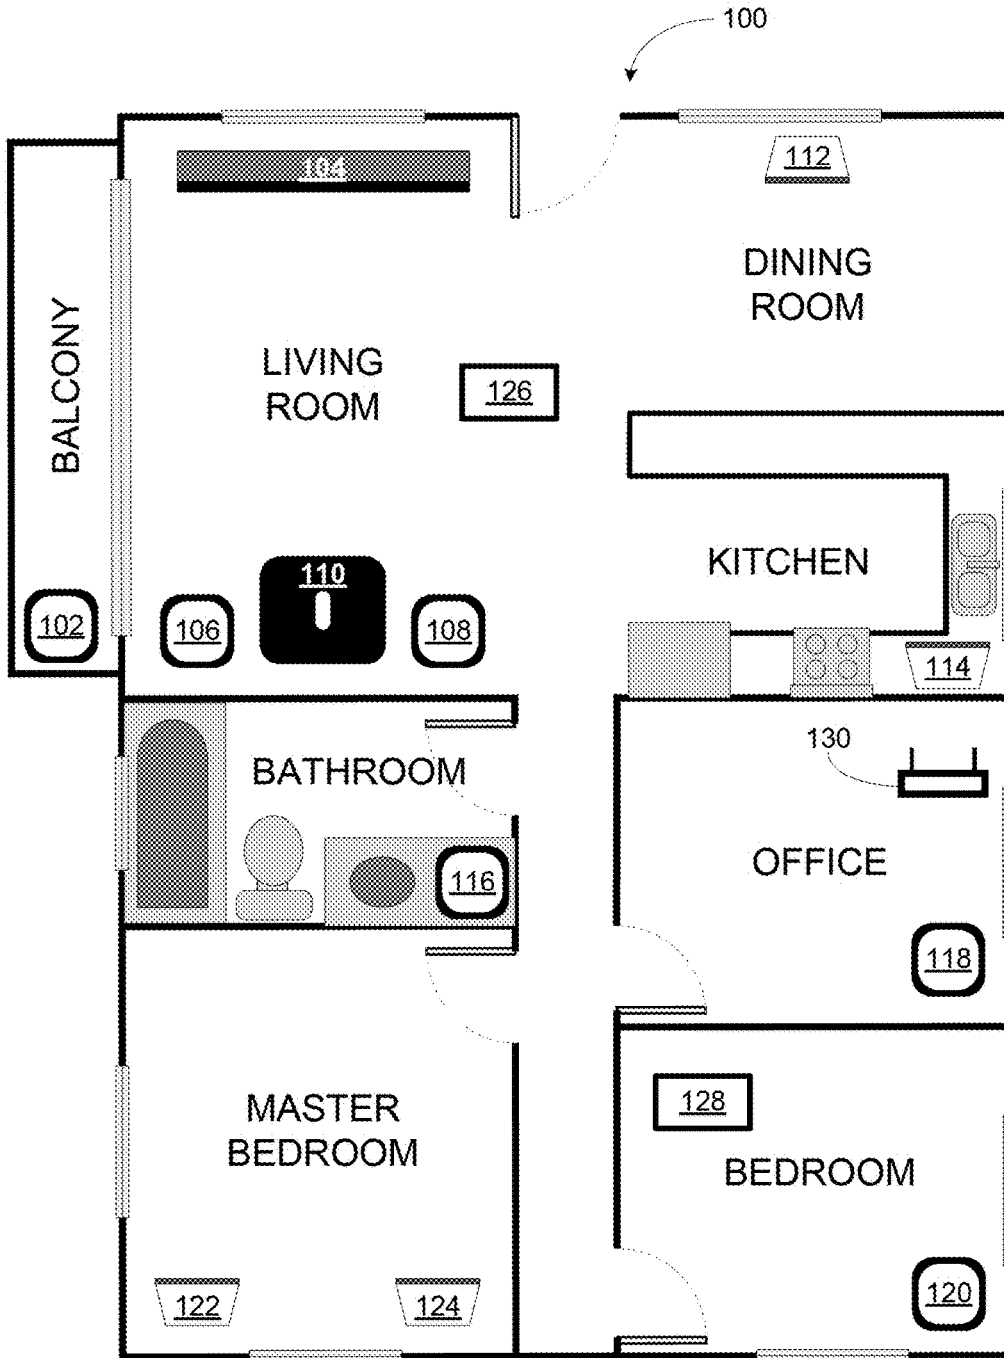 100
104
112
DINING
ROOM
BALCONY
LIVING
ROOM
126
KITCHEN
110
102
106
108
114
130
BATHROOM
OFFICE
116
118
128
MASTER
BEDROOM
BEDROOM
122
124
120